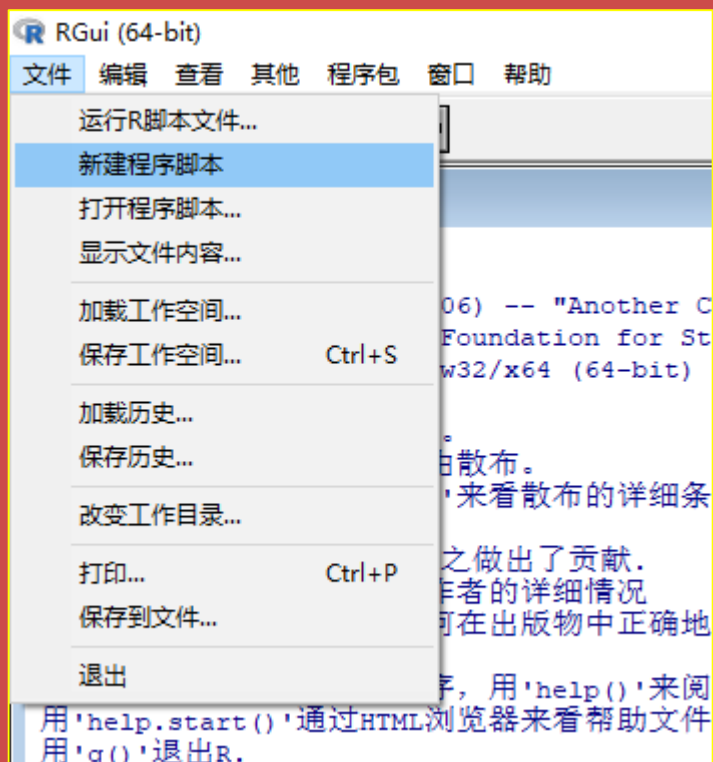 RGui (64-bit)
文件 编辑 查看 其他 程序包 窗口 帮助
运行R脚本文件...
新建程序脚本
打开程序脚本...
显示文件内容...
加载工作空间...
保存工作空间... Ctrl+S
加载历史...
保存历史...
改变工作目录...
打印... Ctrl+P
保存到文件...
退出
06) -- "Another C
Foundation for St
w32/x64 (64-bit)
。
由散布。
'来看散布的详细条
之做出了贡献.
作者的详细情况
何在出版物中正确地
序，用'help()'来阅
用'help.start()'通过HTML浏览器来看帮助文件
用'q()'退出R.